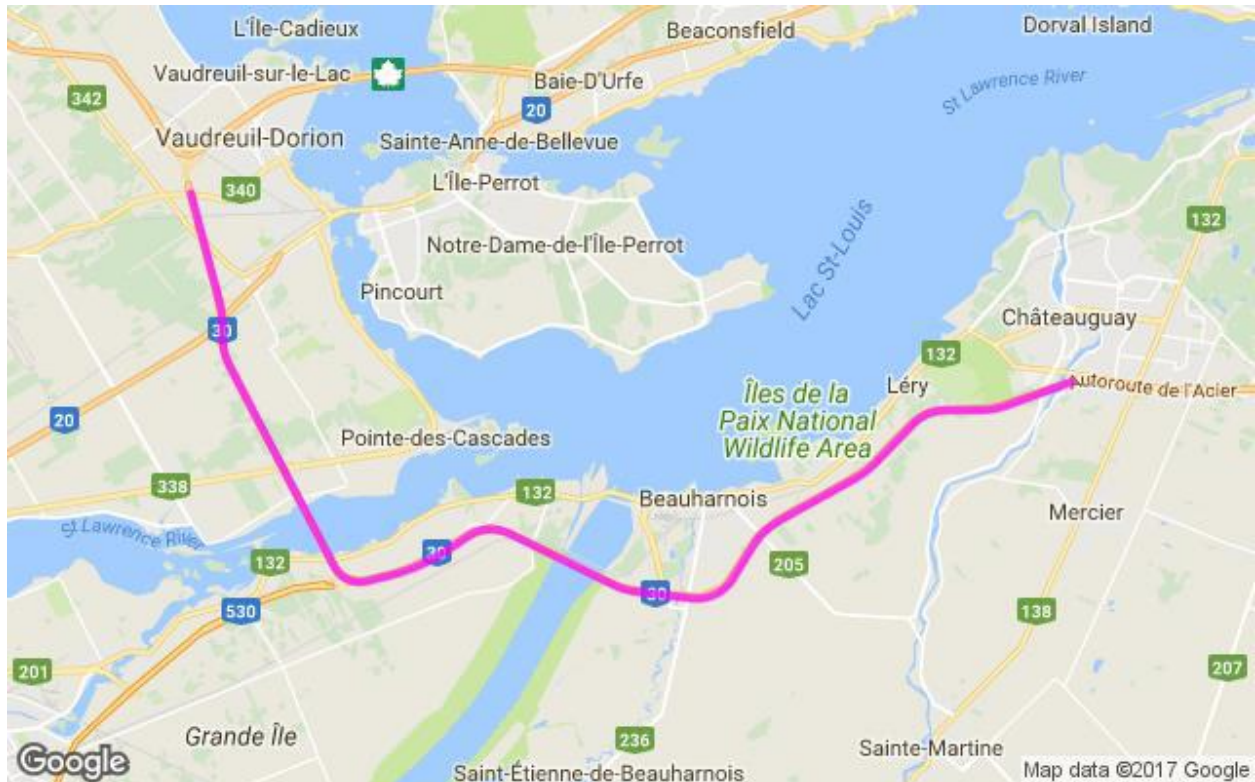 L'Île-Cadieux
Dorval Island
Beaconsfield
Vaudreuil-sur-le-Lac
Baie-D'Urfe
St Lawrence River
342
20
Vaudreuil-Dorion
Sainte-Anne-de-Bellevue
340
L'Île-Perrot
132
Notre-Dame-de-l'Île-Perrot
Lac St-Louis
Pincourt
30
Châteauguay
132
Léry
Autoroute de l'Acier
Îles de la
Paix National
Wildlife Area
20
Pointe-des-Cascades
338
132
Beauharnois
Mercier
St Lawrence River
132
30
205
530
30
138
201
207
Grande Île
236
Sainte-Martine
Google
Saint-Étienne-de-Beauharnois
Map data ©2017 Google